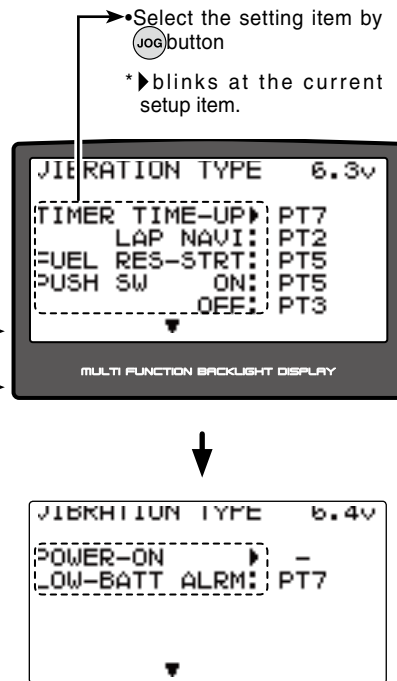 •Select the setting item by
JOG button
*▶blinks at the current
setup item.
VIBRATION TYPE 6.3v
TIMER TIME-UP▶ PT7
LAP NAVI: PT2
FUEL RES-STRT: PT5
PUSH SW ON: PT5
OFF: PT3
▼
MULTI FUNCTION BACKLIGHT DISPLAY
VIBRATION TYPE 6.4v
POWER-ON ▶ –
LOW-BATT ALRM: PT7
▼